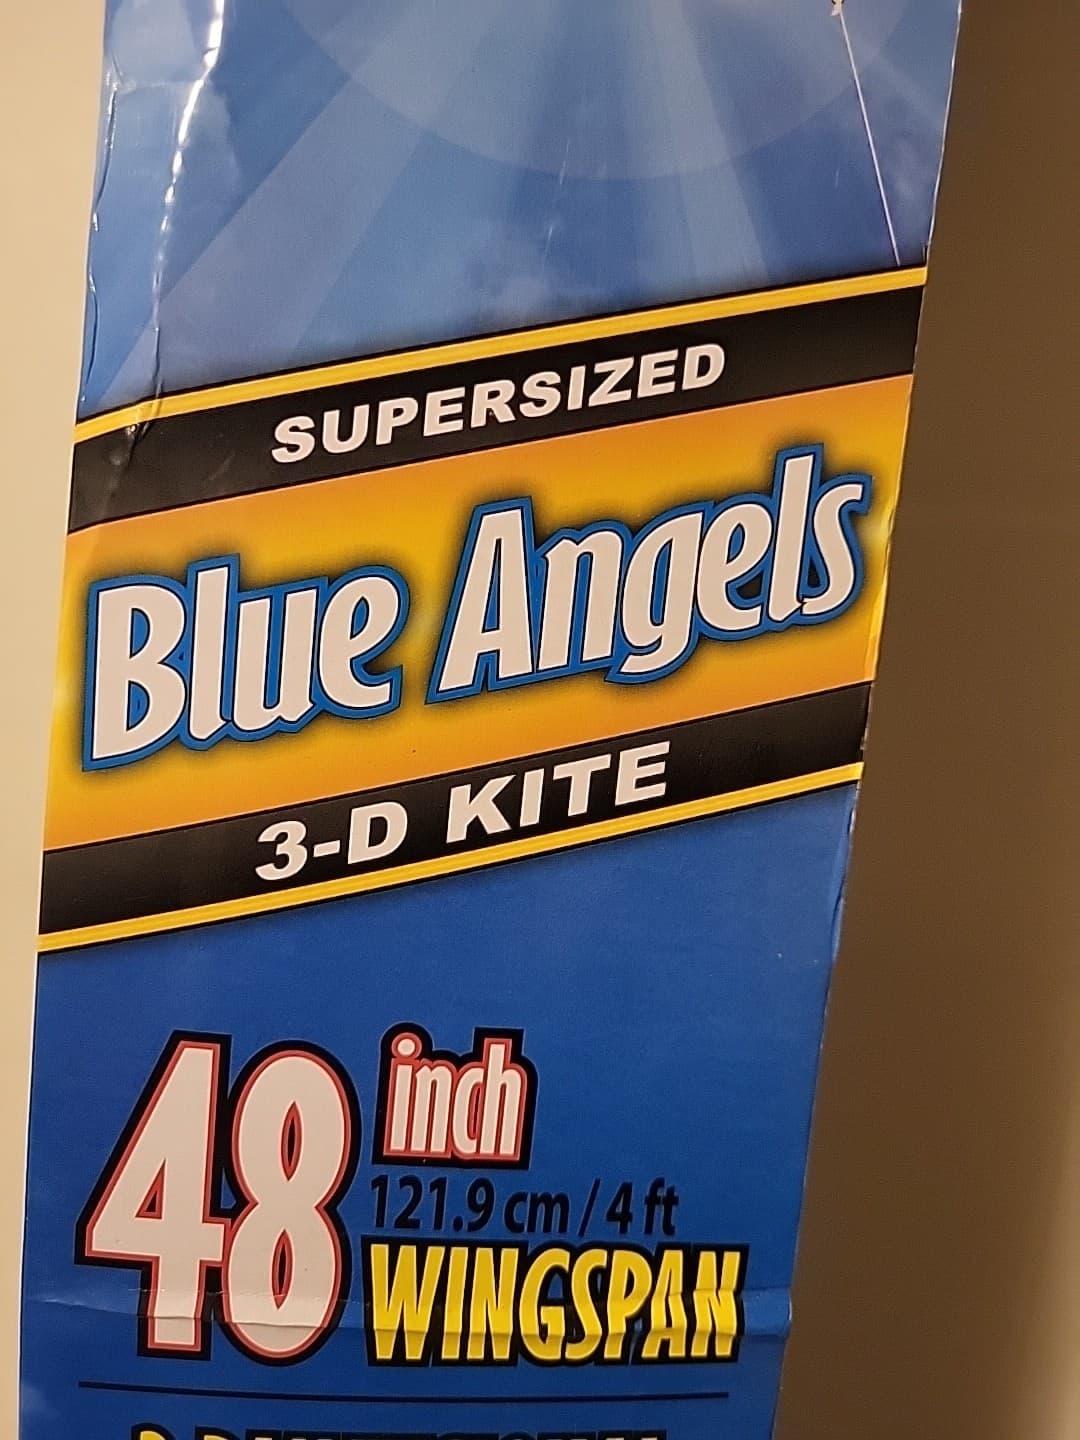 SUPERSIZED
Blue Angels
3-D KITE
48 inch
121.9 cm / 4 ft
WINGSPAN